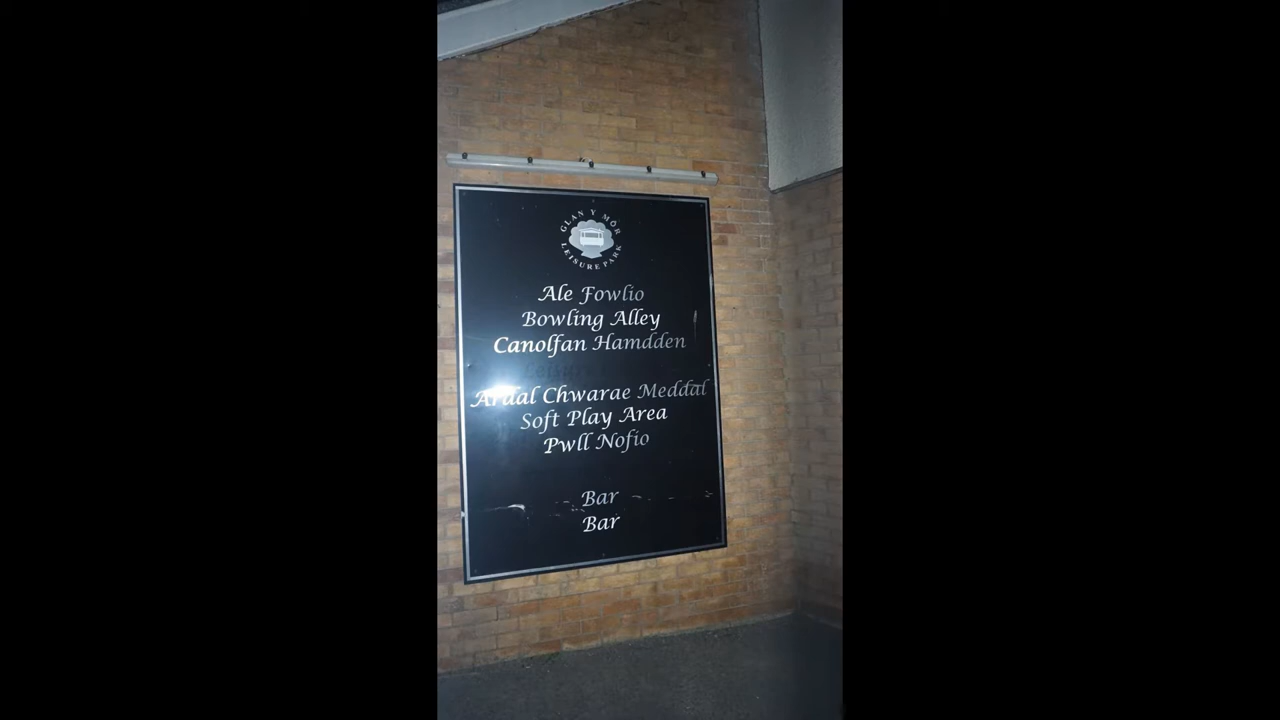 GLAN Y MÔR
LEISURE PARK
Ale Fowlio
Bowling Alley
Canolfan Hamdden
Leisure
Ardal Chwarae Meddal
Soft Play Area
Pwll Nofio
Bar
Bar